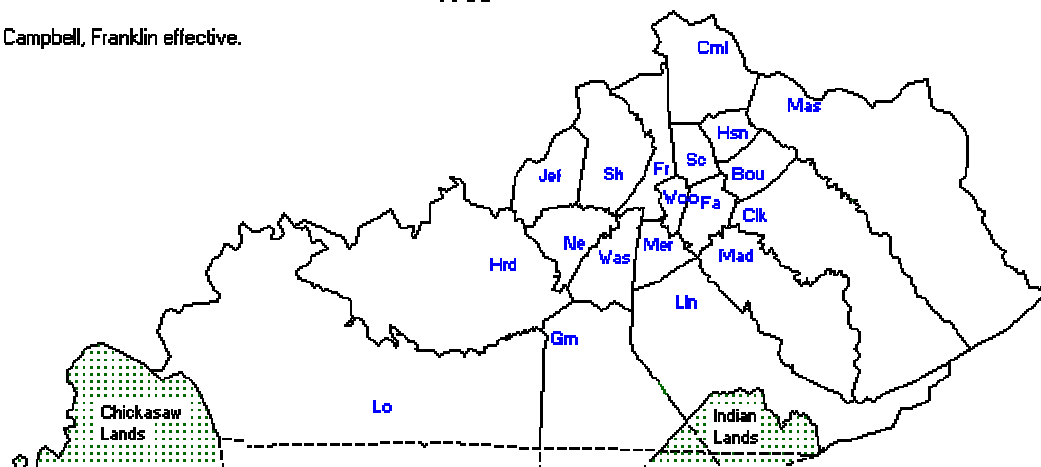 Campbell, Franklin effective.
Cml
Mas
Hsn
Sc
Fr
Bou
Jef
Sh
Woo
Fa
Clk
Ne
Was
Mer
Mad
Hrd
Lin
Grn
Lo
Chickasaw
Lands
Indian
Lands